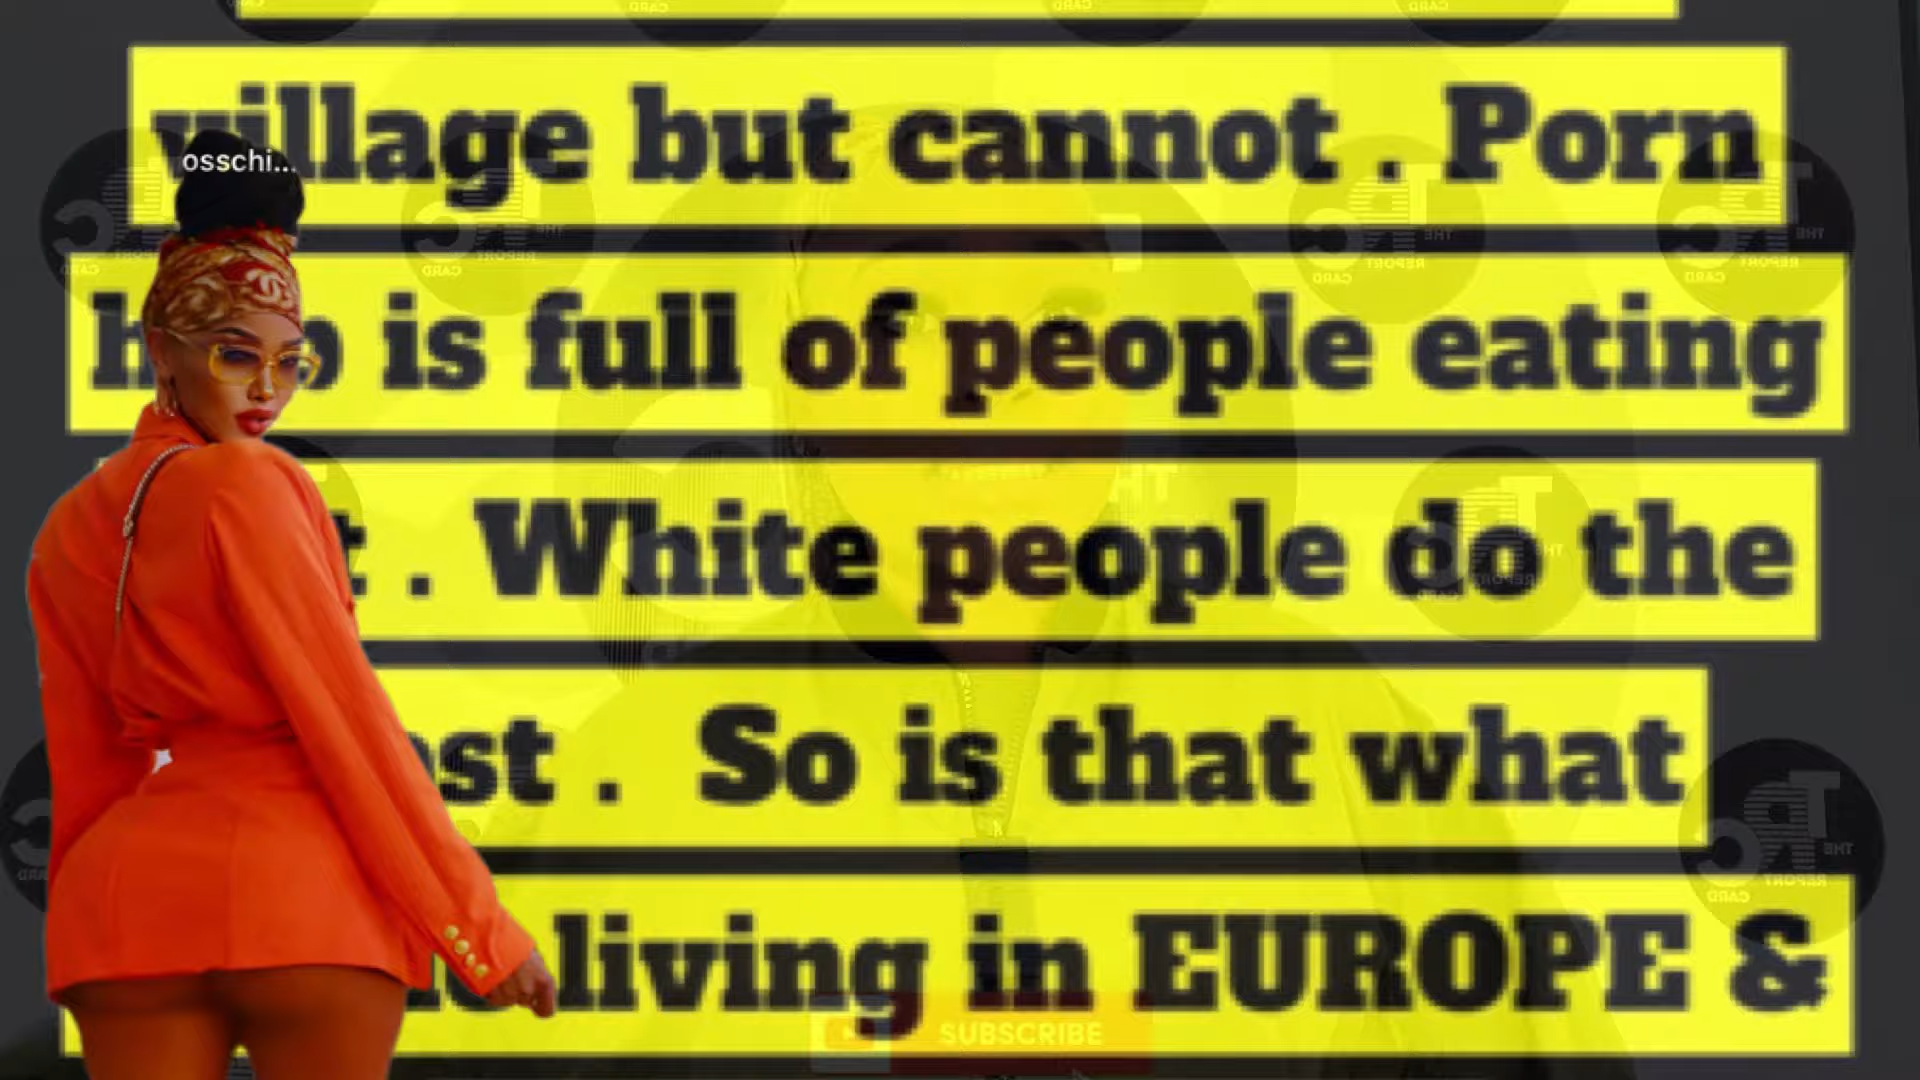 village but cannot . Porn
osschi...
is full of people eating
. White people do the
. So is that what
living in EUROPE &
SUBSCRIBE